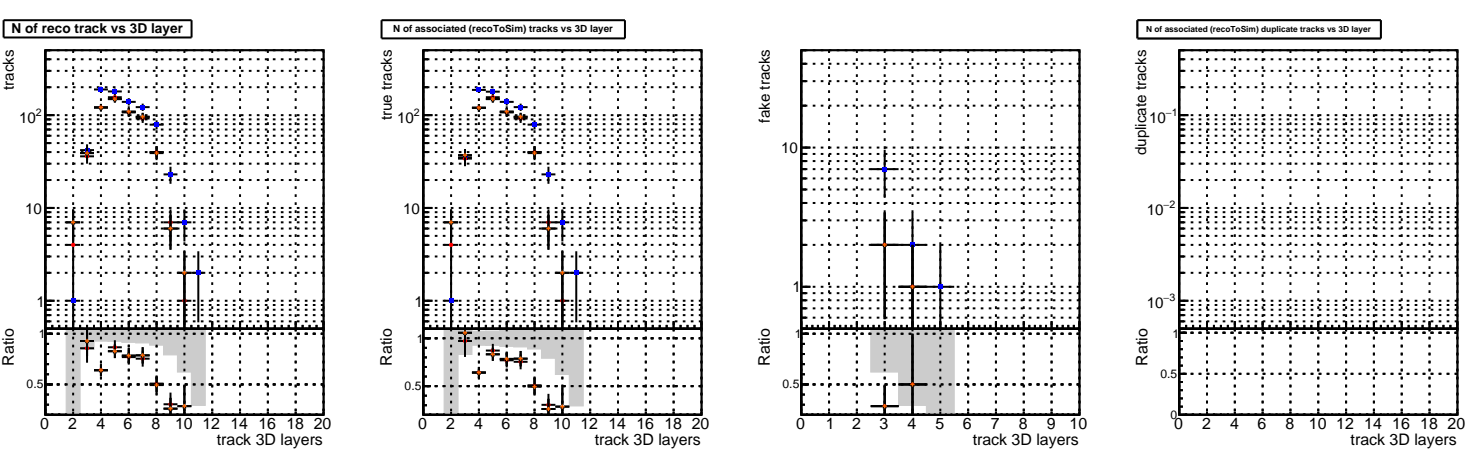 N of reco track vs 3D layer
tracks
10²
10
1
Ratio
1
0.5
0 2 4 6 8 10 12 14 16 18 20
track 3D layers
N of associated (recoToSim) tracks vs 3D layer
true tracks
10²
10
1
Ratio
1
0.5
0 2 4 6 8 10 12 14 16 18 20
track 3D layers
fake tracks
10
1
Ratio
1
0.5
0 1 2 3 4 5 6 7 8 9 10
track 3D layers
N of associated (recoToSim) duplicate tracks vs 3D layer
duplicate tracks
10⁻¹
10⁻²
10⁻³
Ratio
1
0.5
0
0 2 4 6 8 10 12 14 16 18 20
track 3D layers